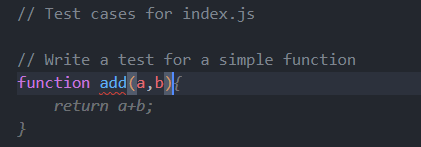 // Test cases for index.js
// Write a test for a simple function
function add(a,b){
    return a+b;
}